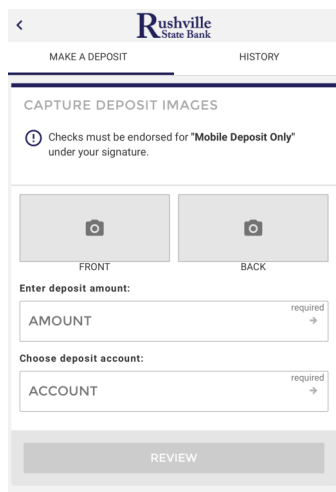 Rushville
State Bank
MAKE A DEPOSIT HISTORY
CAPTURE DEPOSIT IMAGES
Checks must be endorsed for "Mobile Deposit Only"
under your signature.
FRONT BACK
Enter deposit amount:
required
AMOUNT
Choose deposit account:
required
ACCOUNT
REVIEW